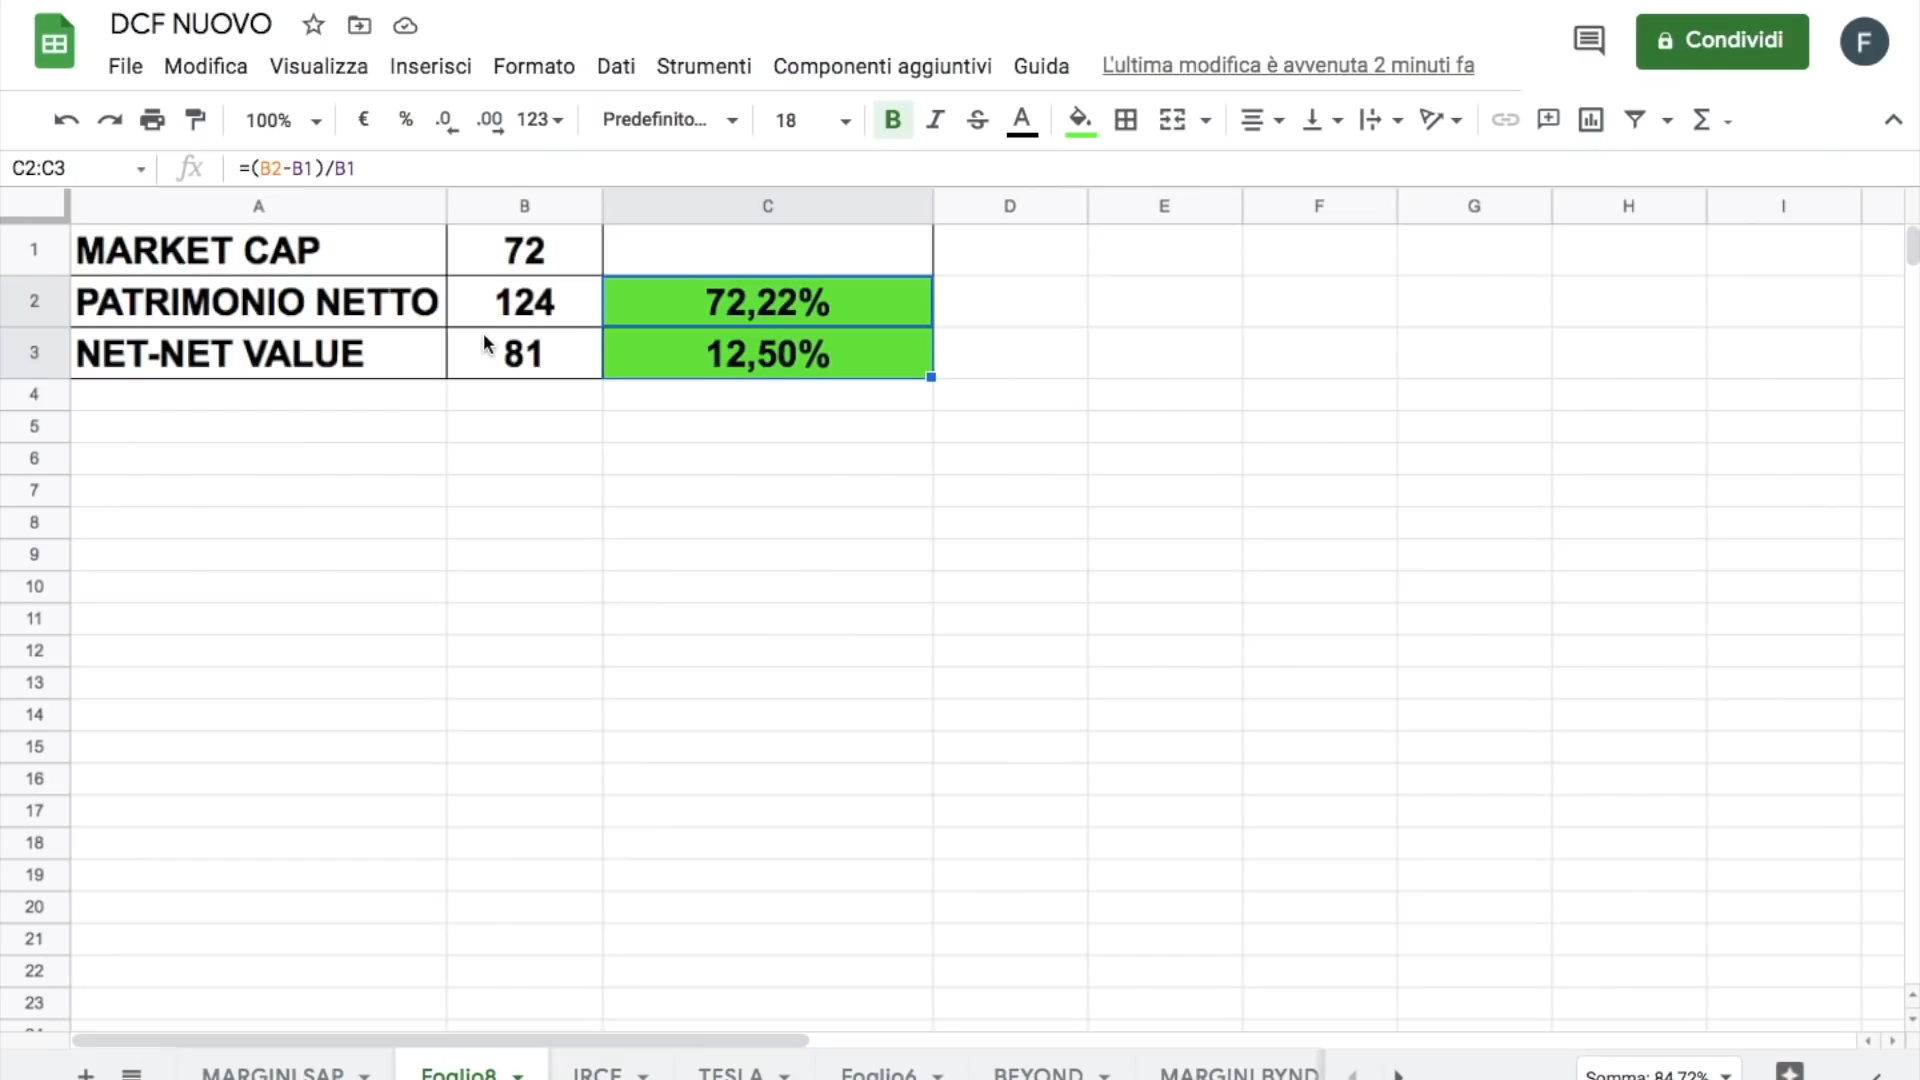 DCF NUOVO
Condividi
F
File Modifica Visualizza Inserisci Formato Dati Strumenti Componenti aggiuntivi Guida L'ultima modifica è avvenuta 2 minuti fa
100% € % .0 .00 123 Predefinito... 18 B I S A Σ
C2:C3 fx =(B2-B1)/B1
A B C D E F G H I
1 MARKET CAP 72
2 PATRIMONIO NETTO 124 72,22%
3 NET-NET VALUE 81 12,50%
4
5
6
7
8
9
10
11
12
13
14
15
16
17
18
19
20
21
22
23
MARGINI SAP Foglio8 IRCE TESLA Foglio6 BEYOND MARGINI BYND Somma: 84,72%